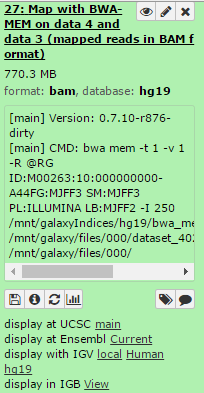 27: Map with BWA-
MEM on data 4 and
data 3 (mapped reads in BAM f
ormat)
770.3 MB
format: bam, database: hg19
[main] Version: 0.7.10-r876-
dirty
[main] CMD: bwa mem -t 1 -v 1
-R @RG
ID:M00263:10:000000000-
A44FG:MJFF3 SM:MJFF3
PL:ILLUMINA LB:MJFF2 -I 250
/mnt/galaxyIndices/hg19/bwa_me
/mnt/galaxy/files/000/dataset_402
/mnt/galaxy/files/000/
display at UCSC main
display at Ensembl Current
display with IGV local Human
hg19
display in IGB View